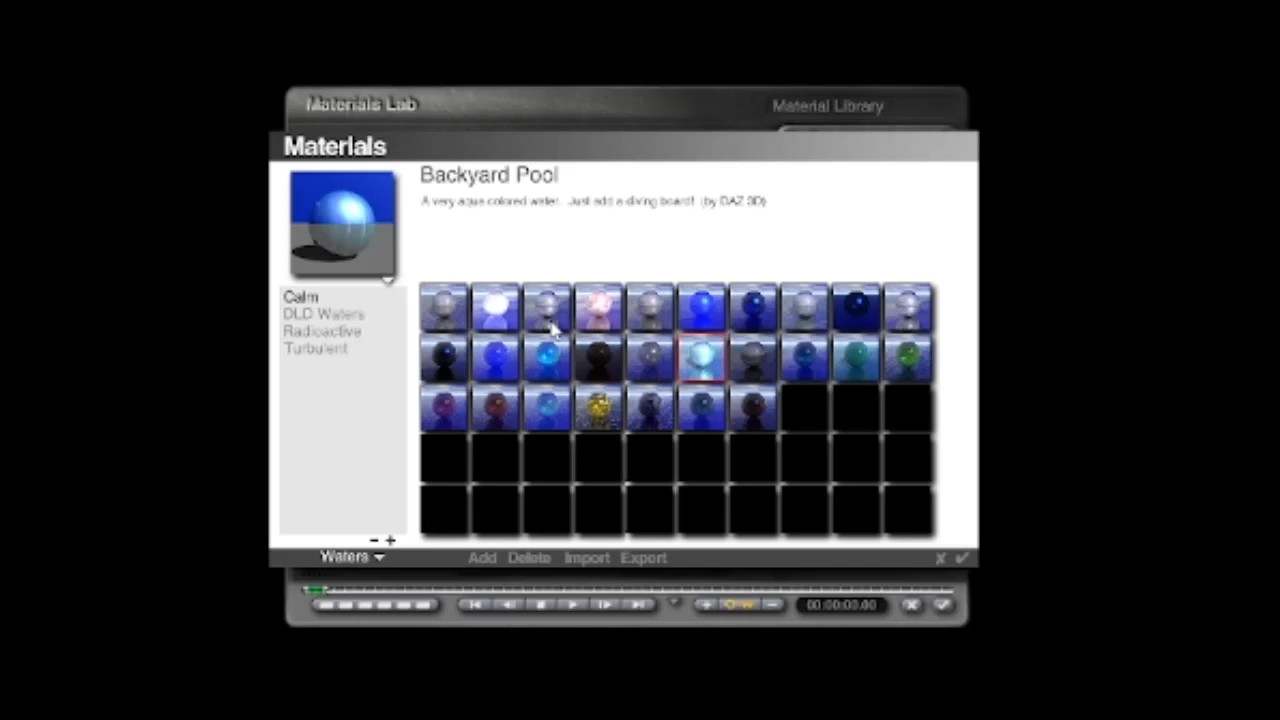 Materials Lab
Material Library
Materials
Backyard Pool
A very aqua colored water. Just add a diving board! (by DAZ 3D)
Calm
DLD Waters
Radioactive
Turbulent
- +
Waters
Add Delete Import Export
00:00:00.00